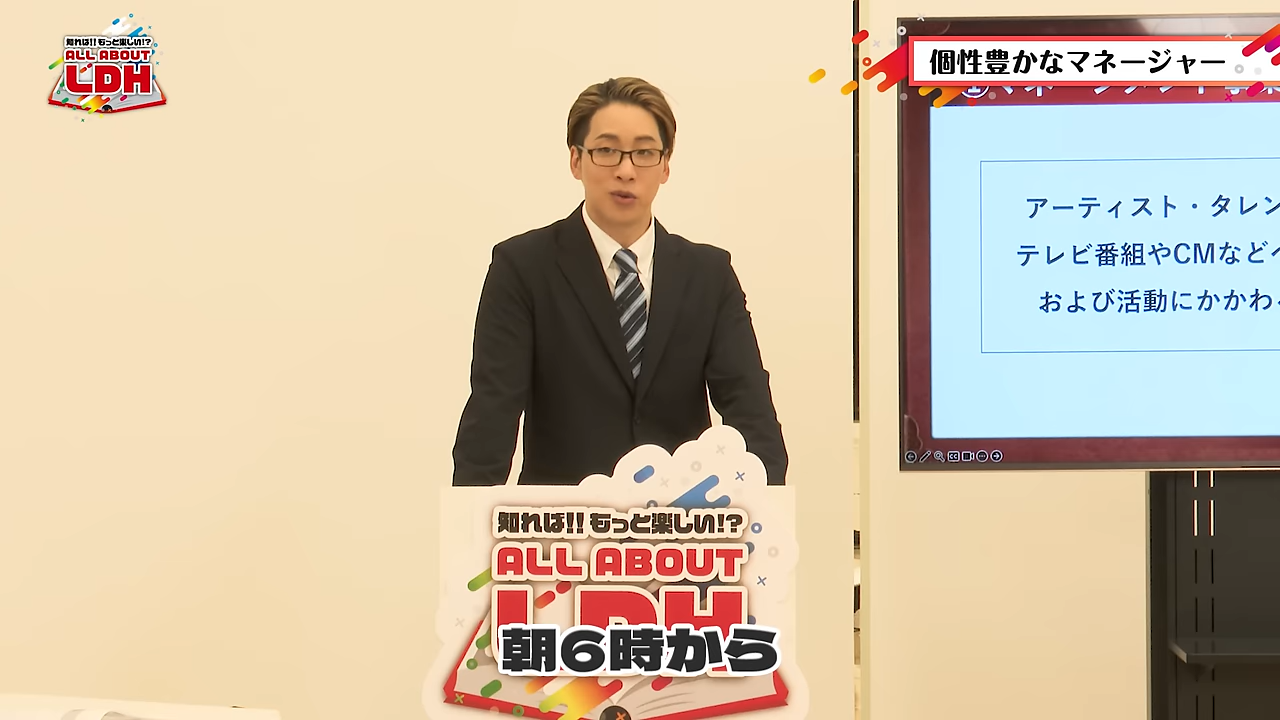 知れば!! もっと楽しい!?
ALL ABOUT
LDH
個性豊かなマネージャー
アーティスト・タレン
テレビ番組やCMなどへ
および活動にかかわ
知れば!! もっと楽しい!?
ALL ABOUT
LDH
朝6時から